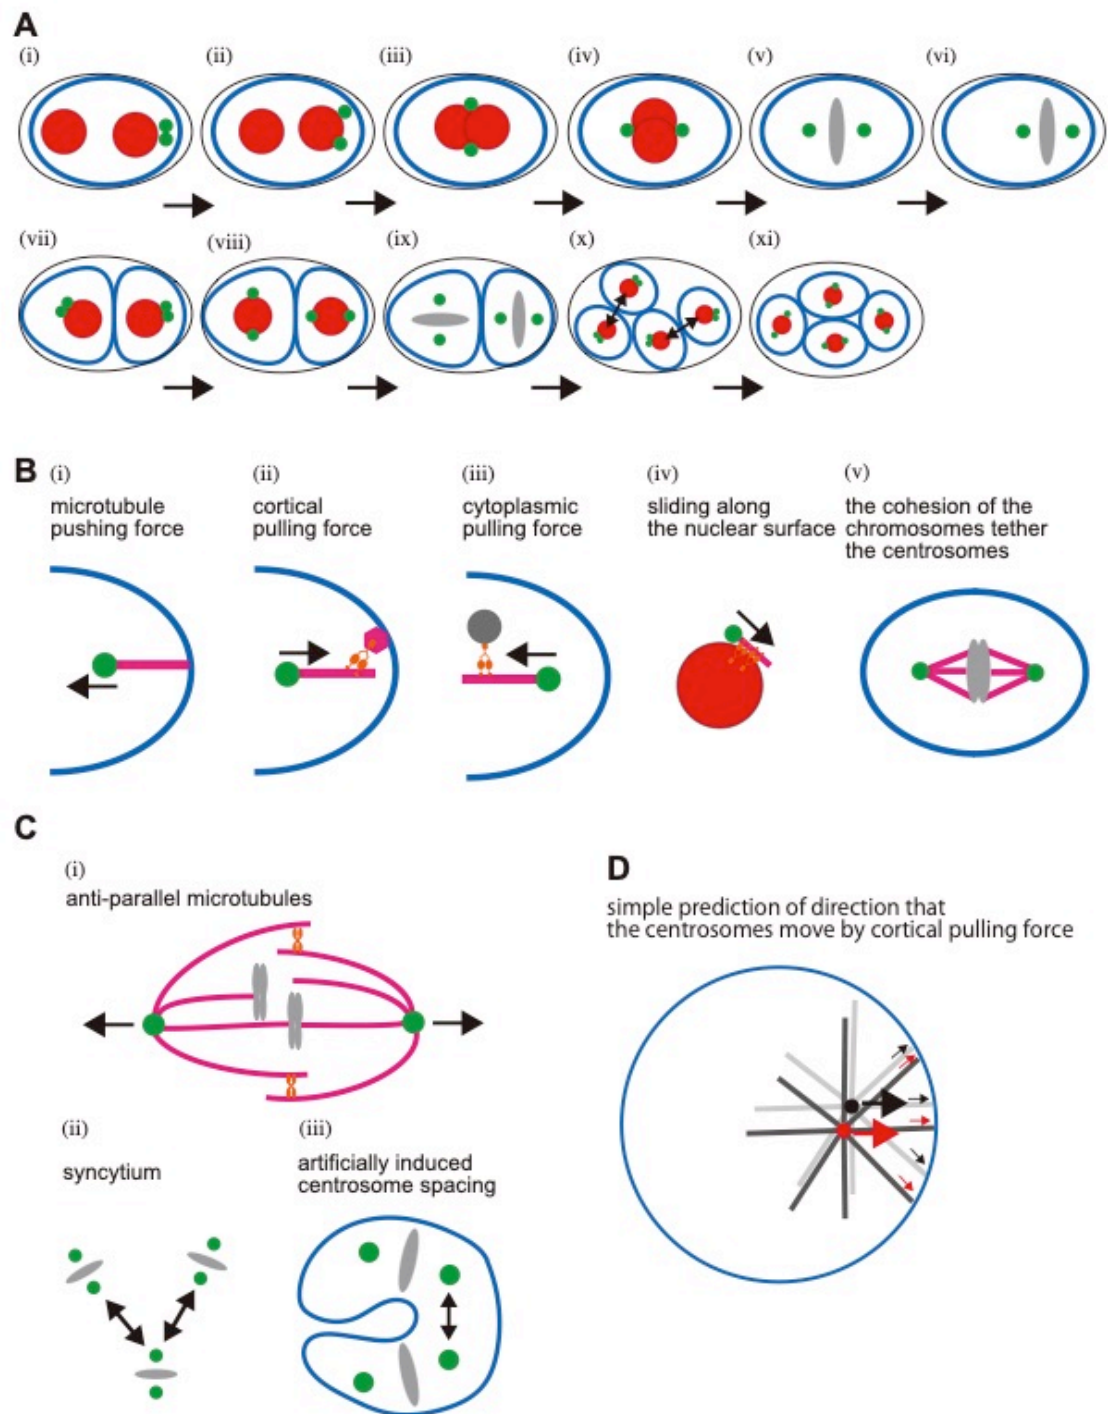 A
(i) (ii) (iii) (iv) (v) (vi)
(vii) (viii) (ix) (x) (xi)
B
(i)
microtubule
pushing force
(ii)
cortical
pulling force
(iii)
cytoplasmic
pulling force
(iv)
sliding along
the nuclear surface
(v)
the cohesion of the
chromosomes tether
the centrosomes
C
(i)
anti-parallel microtubules
(ii)
syncytium
(iii)
artificially induced
centrosome spacing
D
simple prediction of direction that
the centrosomes move by cortical pulling force